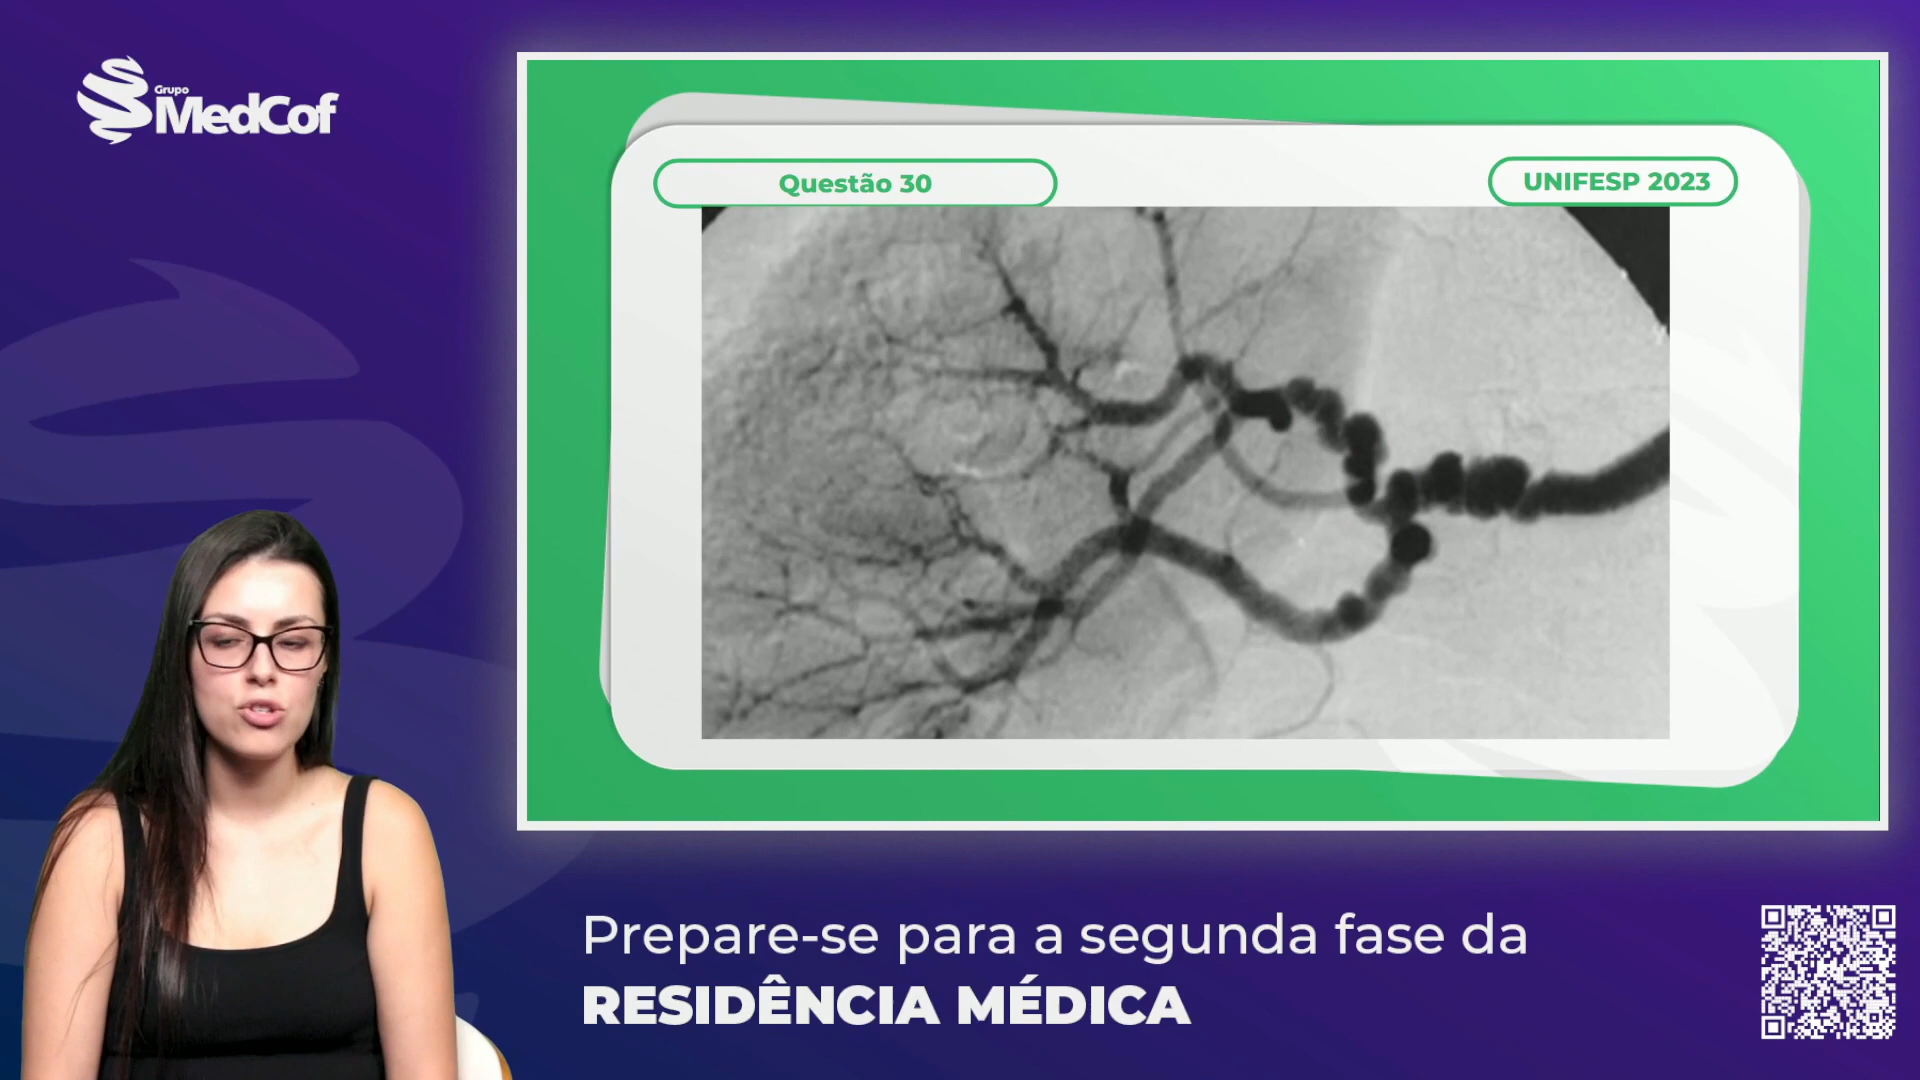 Grupo
MedCof
Questão 30
UNIFESP 2023
Prepare-se para a segunda fase da
RESIDÊNCIA MÉDICA